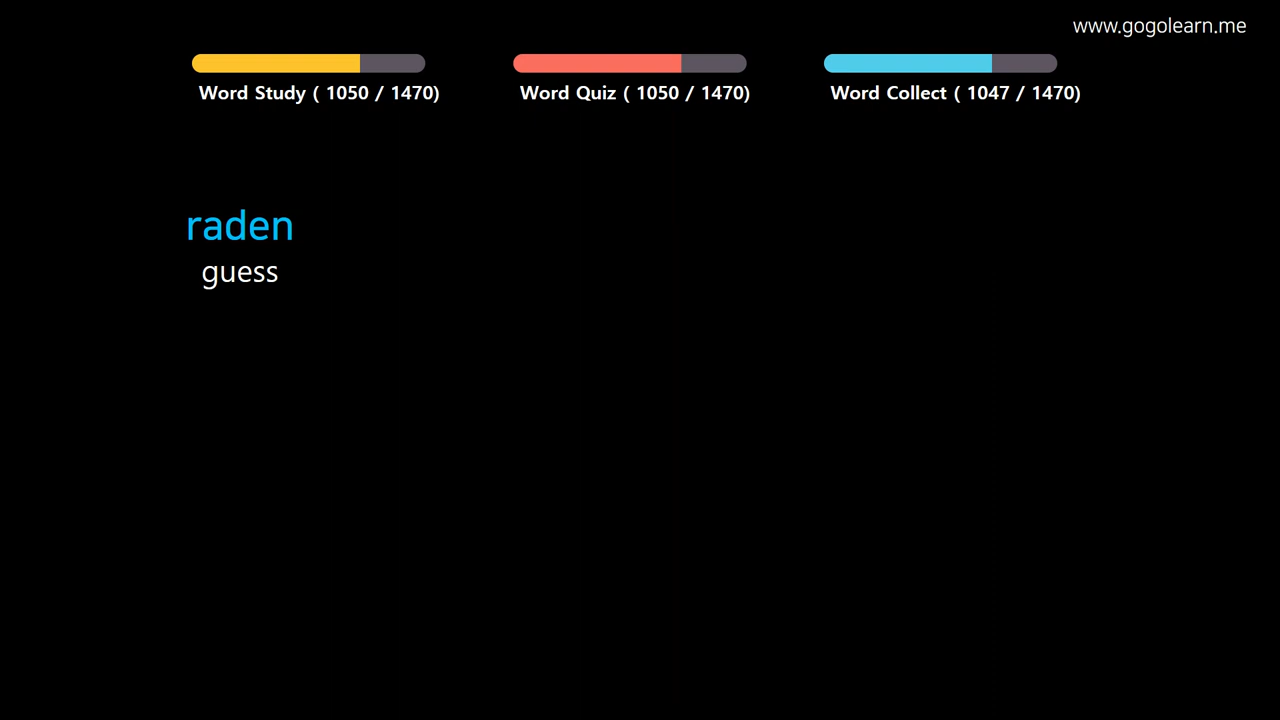 www.gogolearn.me
Word Study ( 1050 / 1470)
Word Quiz ( 1050 / 1470)
Word Collect ( 1047 / 1470)
raden
guess